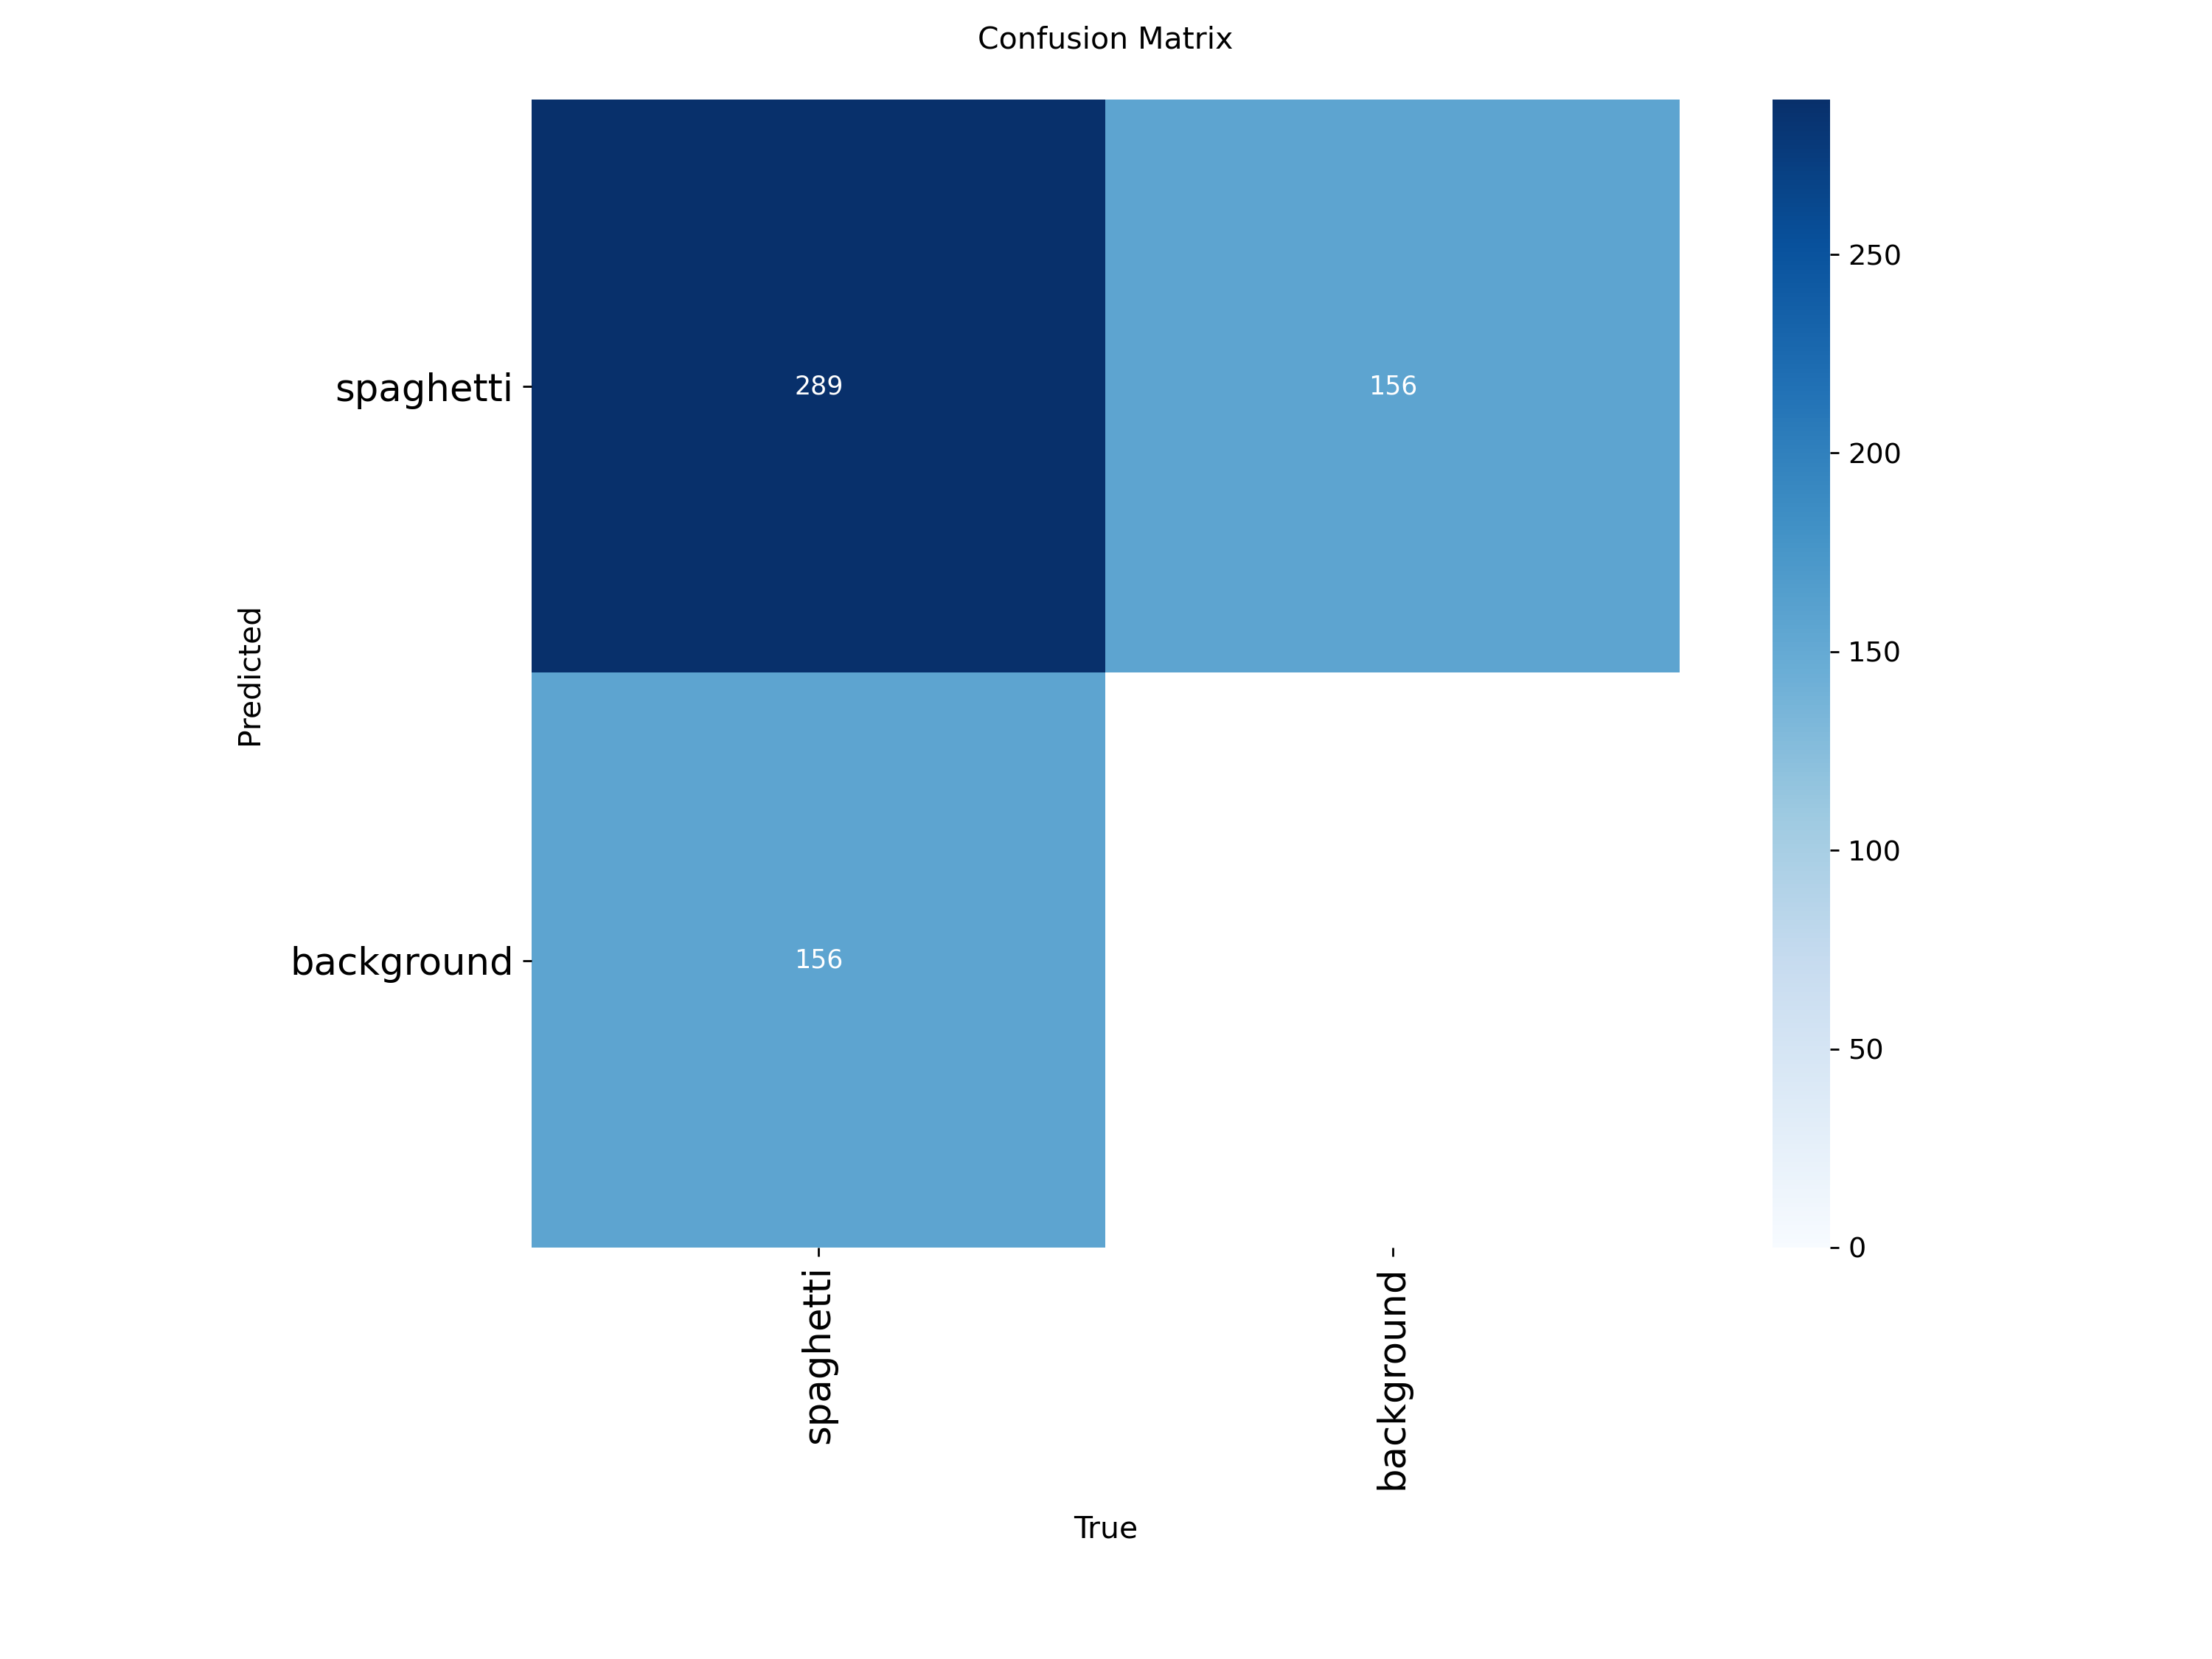 Confusion Matrix
spaghetti
289
156
background
156
Predicted
spaghetti
background
True
250
200
150
100
50
0